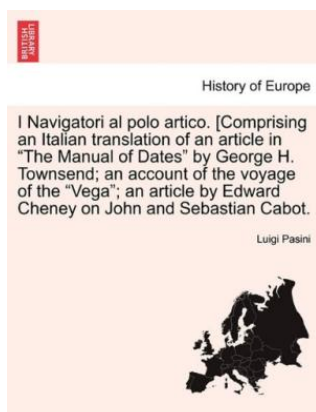 BRITISH
LIBRARY
History of Europe
I Navigatori al polo artico. [Comprising
an Italian translation of an article in
“The Manual of Dates” by George H.
Townsend; an account of the voyage
of the “Vega”; an article by Edward
Cheney on John and Sebastian Cabot.
Luigi Pasini